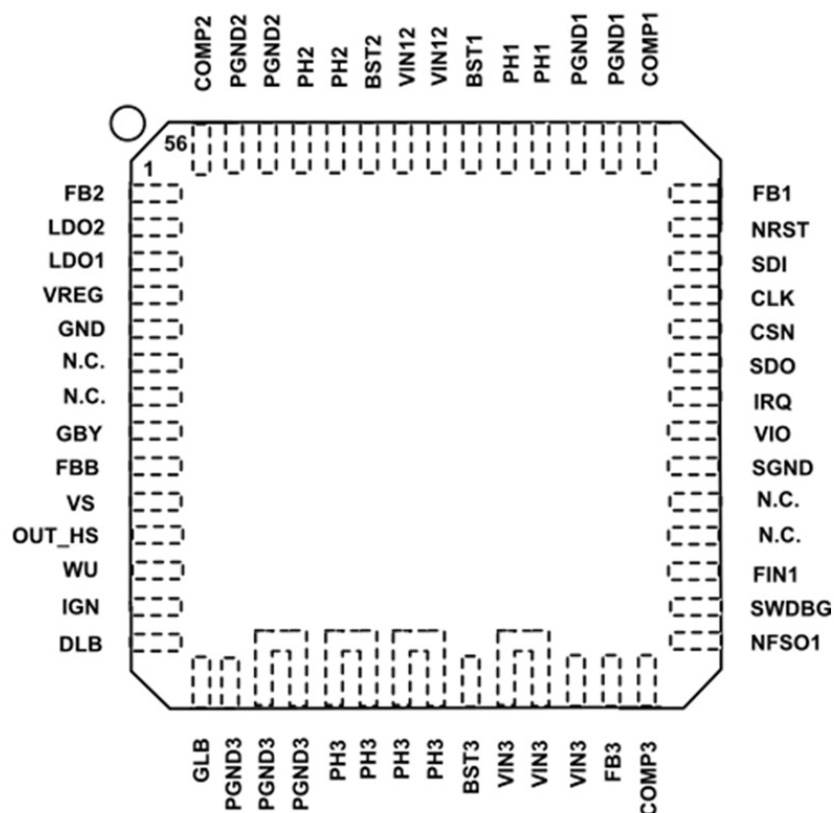 COMP2
PGND2
PGND2
PH2
PH2
BST2
VIN12
VIN12
BST1
PH1
PH1
PGND1
PGND1
COMP1
56
1
FB2
LDO2
LDO1
VREG
GND
N.C.
N.C.
GBY
FBB
VS
OUT_HS
WU
IGN
DLB
FB1
NRST
SDI
CLK
CSN
SDO
IRQ
VIO
SGND
N.C.
N.C.
FIN1
SWDBG
NFSO1
GLB
PGND3
PGND3
PGND3
PH3
PH3
PH3
PH3
BST3
VIN3
VIN3
VIN3
FB3
COMP3